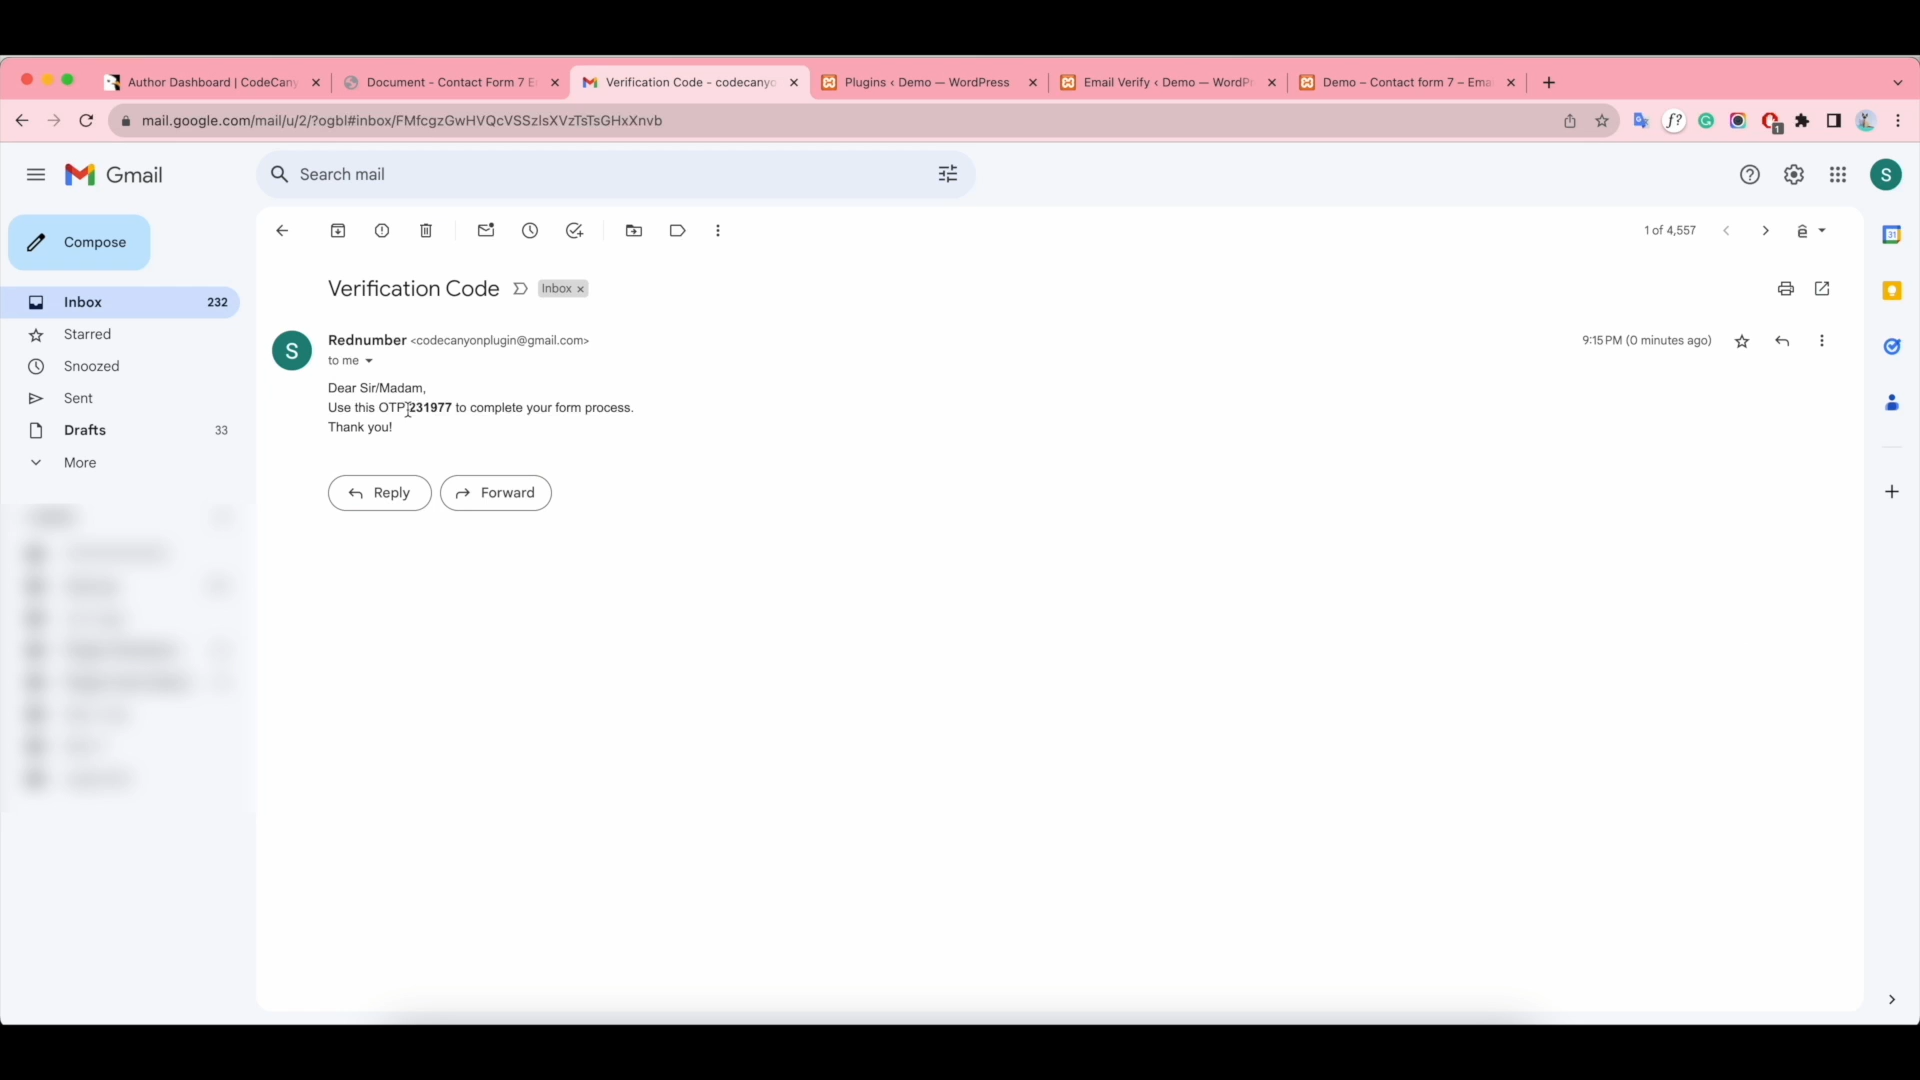 Author Dashboard | CodeCany
Document - Contact Form 7 E
Verification Code - codecanyo
Plugins ‹ Demo — WordPress
Email Verify ‹ Demo — WordPr
Demo – Contact form 7 – Ema
mail.google.com/mail/u/2/?ogbl#inbox/FMfcgzGwHVQcVSSzlsXVzTsTsGHxXnvb
f?
1
Gmail
Search mail
S
Compose
1 of 4,557
Verification Code
Inbox ×
Inbox 232
Starred
Snoozed
Sent
Drafts 33
More
S
Rednumber <codecanyonplugin@gmail.com>
9:15 PM (0 minutes ago)
to me
Dear Sir/Madam,
Use this OTP 231977 to complete your form process.
Thank you!
Reply
Forward
31